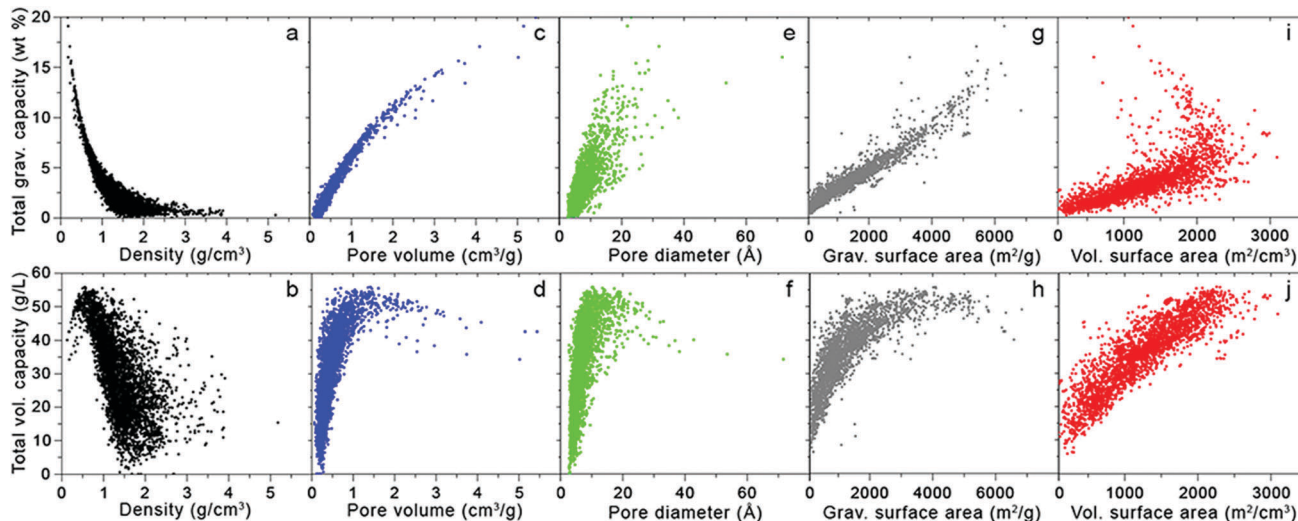 Total grav. capacity (wt %)
20
15
10
5
0
a
c
e
g
i
0 1 2 3 4 5
Density (g/cm³)
0 1 2 3 4 5
Pore volume (cm³/g)
0 20 40 60 80
Pore diameter (Å)
0 2000 4000 6000 8000
Grav. surface area (m²/g)
1000 2000 3000
Vol. surface area (m²/cm³)
Total vol. capacity (g/L)
60
50
40
30
20
10
0
b
d
f
h
j
0 1 2 3 4 5
Density (g/cm³)
0 1 2 3 4 5
Pore volume (cm³/g)
0 20 40 60 80
Pore diameter (Å)
0 2000 4000 6000 8000
Grav. surface area (m²/g)
0 1000 2000 3000
Vol. surface area (m²/cm³)